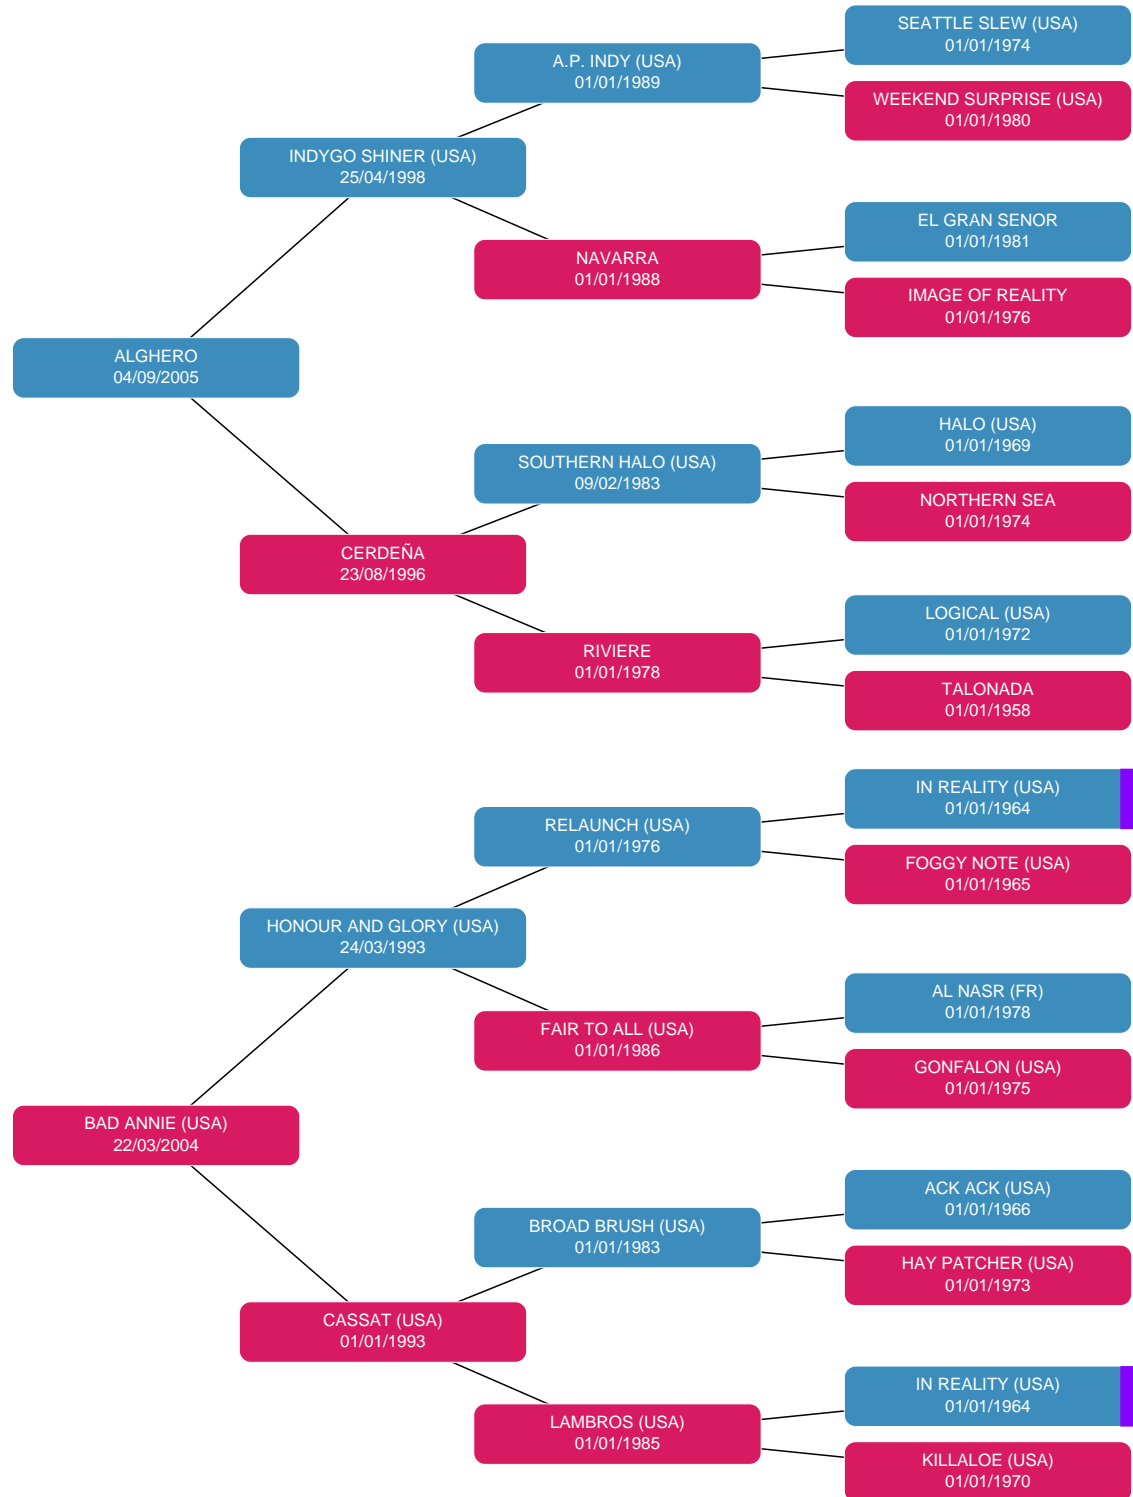 SEATTLE SLEW (USA)
01/01/1974
A.P. INDY (USA)
01/01/1989
WEEKEND SURPRISE (USA)
01/01/1980
INDYGO SHINER (USA)
25/04/1998
EL GRAN SENOR
01/01/1981
NAVARRA
01/01/1988
IMAGE OF REALITY
01/01/1976
ALGHERO
04/09/2005
HALO (USA)
01/01/1969
SOUTHERN HALO (USA)
09/02/1983
NORTHERN SEA
01/01/1974
CERDEÑA
23/08/1996
LOGICAL (USA)
01/01/1972
RIVIERE
01/01/1978
TALONADA
01/01/1958
IN REALITY (USA)
01/01/1964
RELAUNCH (USA)
01/01/1976
FOGGY NOTE (USA)
01/01/1965
HONOUR AND GLORY (USA)
24/03/1993
AL NASR (FR)
01/01/1978
FAIR TO ALL (USA)
01/01/1986
GONFALON (USA)
01/01/1975
BAD ANNIE (USA)
22/03/2004
ACK ACK (USA)
01/01/1966
BROAD BRUSH (USA)
01/01/1983
HAY PATCHER (USA)
01/01/1973
CASSAT (USA)
01/01/1993
IN REALITY (USA)
01/01/1964
LAMBROS (USA)
01/01/1985
KILLALOE (USA)
01/01/1970